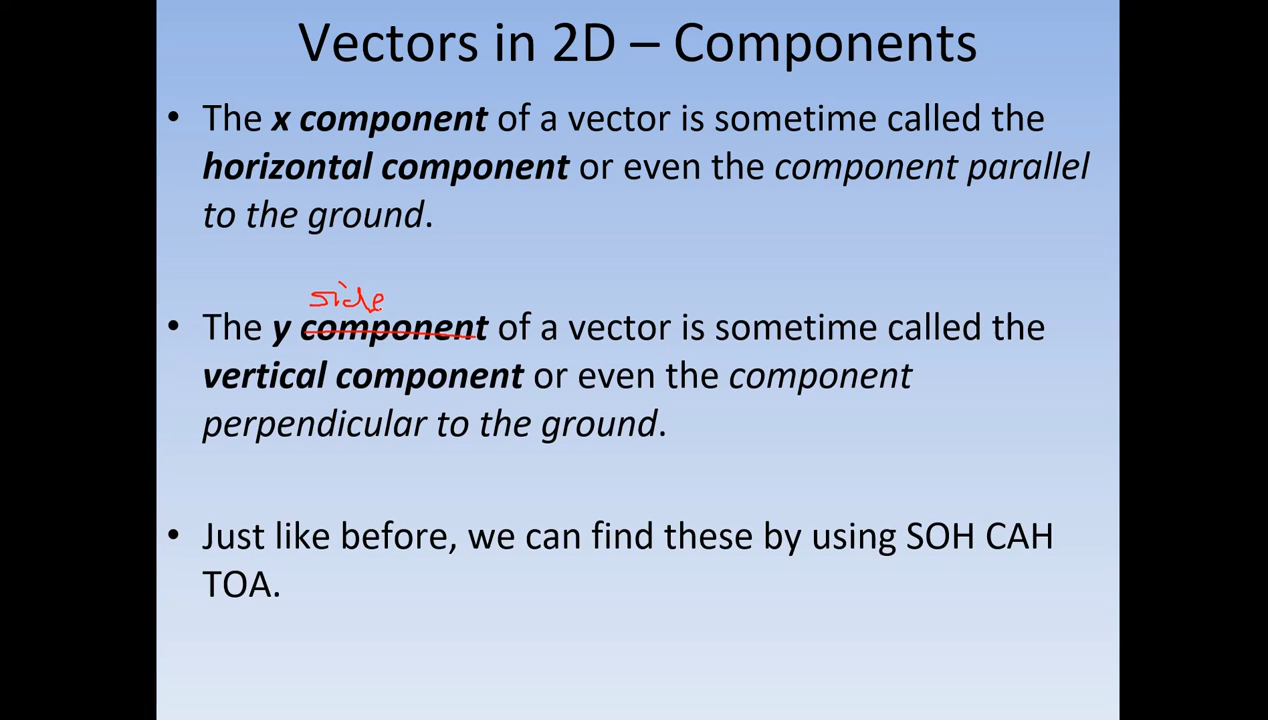 Vectors in 2D – Components
• The x component of a vector is sometime called the
horizontal component or even the component parallel
to the ground.
side
• The y component of a vector is sometime called the
vertical component or even the component
perpendicular to the ground.
• Just like before, we can find these by using SOH CAH
TOA.